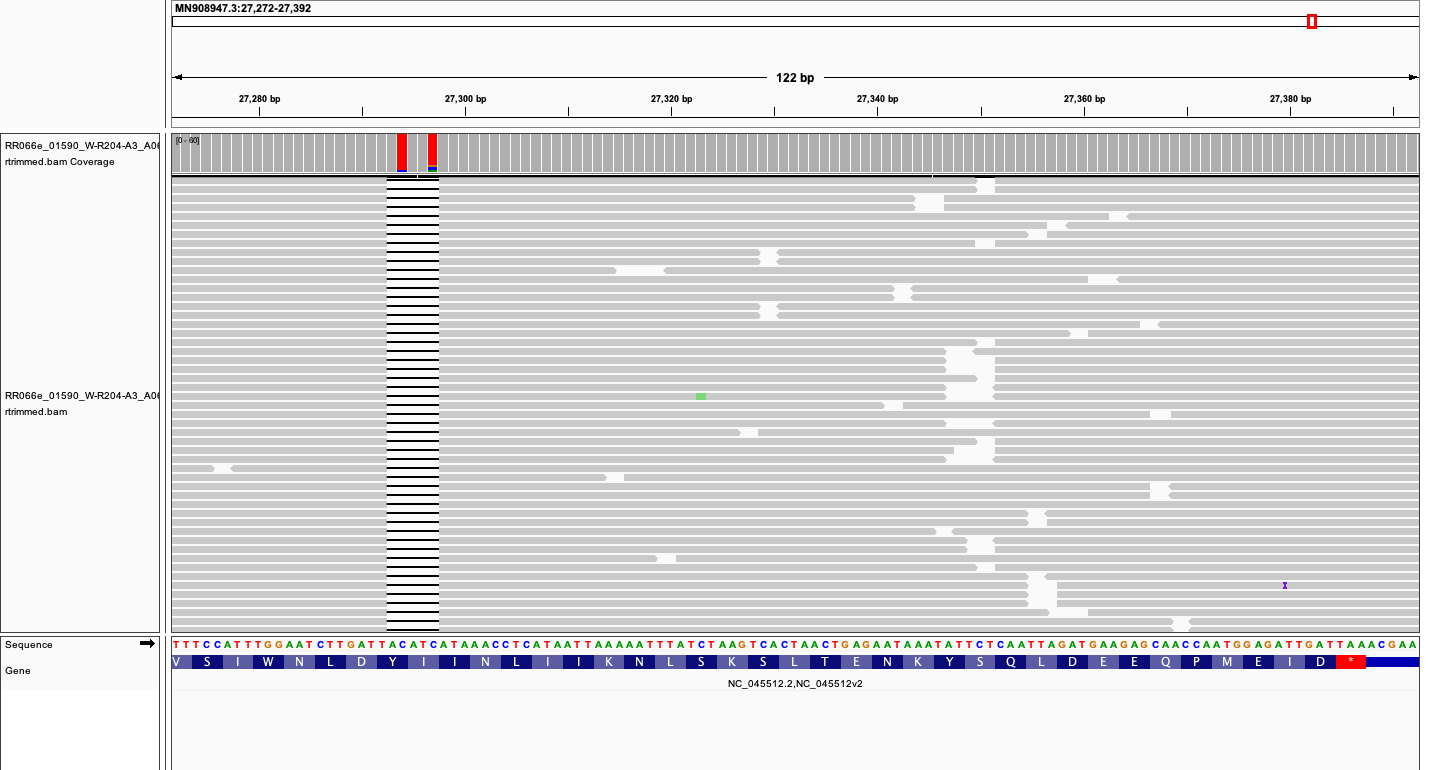 MN908947.3:27,272-27,392
122 bp
27,280 bp 27,300 bp 27,320 bp 27,340 bp 27,360 bp 27,380 bp
RR066e_01590_W-R204-A3_A06
rtrimmed.bam Coverage
[0 - 60]
RR066e_01590_W-R204-A3_A06
rtrimmed.bam
Sequence
TTTCCATTTGGAATCTTGATTACATCATAAACCTCATAATTAAAAATTTATCTAAGTCACTAACTGAGAATAAATATTCTCAATTAGATGAAGAGCAACCAATGGAGATTGATTAAACGAA
Gene
V S I W N L D Y I I N L I I K N L S K S L T E N K Y S Q L D E E Q P M E I D *
NC_045512.2,NC_045512v2